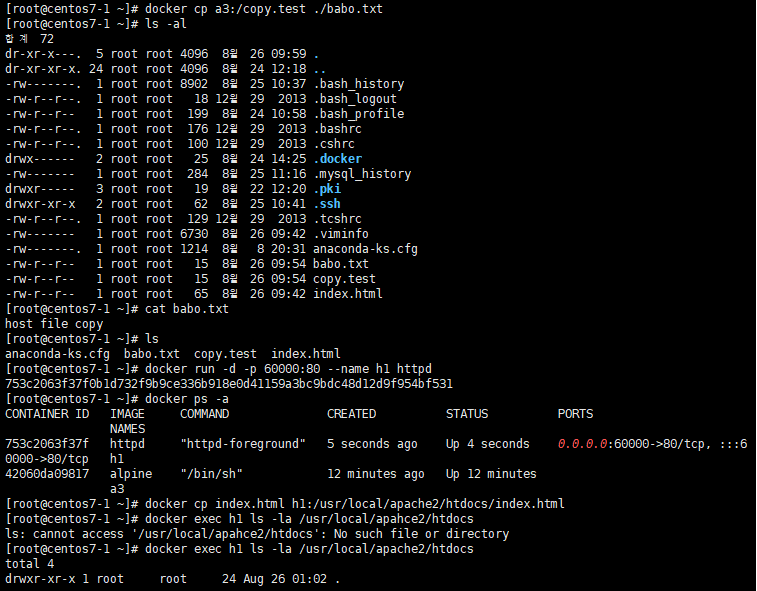 [root@centos7-1 ~]# docker cp a3:/copy.test ./babo.txt
[root@centos7-1 ~]# ls -al
합계 72
dr-xr-x---.  5 root root 4096  8월  26 09:59 .
dr-xr-xr-x. 24 root root 4096  8월  24 12:18 ..
-rw-------.  1 root root 8902  8월  25 10:37 .bash_history
-rw-r--r--.  1 root root   18 12월  29  2013 .bash_logout
-rw-r--r--   1 root root  199  8월  24 10:58 .bash_profile
-rw-r--r--.  1 root root  176 12월  29  2013 .bashrc
-rw-r--r--.  1 root root  100 12월  29  2013 .cshrc
drwx------   2 root root   25  8월  24 14:25 .docker
-rw-------   1 root root  284  8월  25 11:16 .mysql_history
drwxr-----   3 root root   19  8월  22 12:20 .pki
drwxr-xr-x   2 root root   62  8월  25 10:41 .ssh
-rw-r--r--.  1 root root  129 12월  29  2013 .tcshrc
-rw-------   1 root root 6730  8월  26 09:42 .viminfo
-rw-------.  1 root root 1214  8월   8 20:31 anaconda-ks.cfg
-rw-r--r--   1 root root   15  8월  26 09:54 babo.txt
-rw-r--r--   1 root root   15  8월  26 09:54 copy.test
-rw-r--r--   1 root root   65  8월  26 09:42 index.html
[root@centos7-1 ~]# cat babo.txt
host file copy
[root@centos7-1 ~]# ls
anaconda-ks.cfg  babo.txt  copy.test  index.html
[root@centos7-1 ~]# docker run -d -p 60000:80 --name h1 httpd
753c2063f37f0b1d732f9b9ce336b918e0d41159a3bc9bdc48d12d9f954bf531
[root@centos7-1 ~]# docker ps -a
CONTAINER ID   IMAGE     COMMAND              CREATED          STATUS          PORTS
               NAMES
753c2063f37f   httpd     "httpd-foreground"   5 seconds ago    Up 4 seconds    0.0.0.0:60000->80/tcp, :::6
0000->80/tcp   h1
42060da09817   alpine    "/bin/sh"            12 minutes ago   Up 12 minutes
               a3
[root@centos7-1 ~]# docker cp index.html h1:/usr/local/apache2/htdocs/index.html
[root@centos7-1 ~]# docker exec h1 ls -la /usr/local/apahce2/htdocs
ls: cannot access '/usr/local/apahce2/htdocs': No such file or directory
[root@centos7-1 ~]# docker exec h1 ls -la /usr/local/apache2/htdocs
total 4
drwxr-xr-x 1 root     root     24 Aug 26 01:02 .